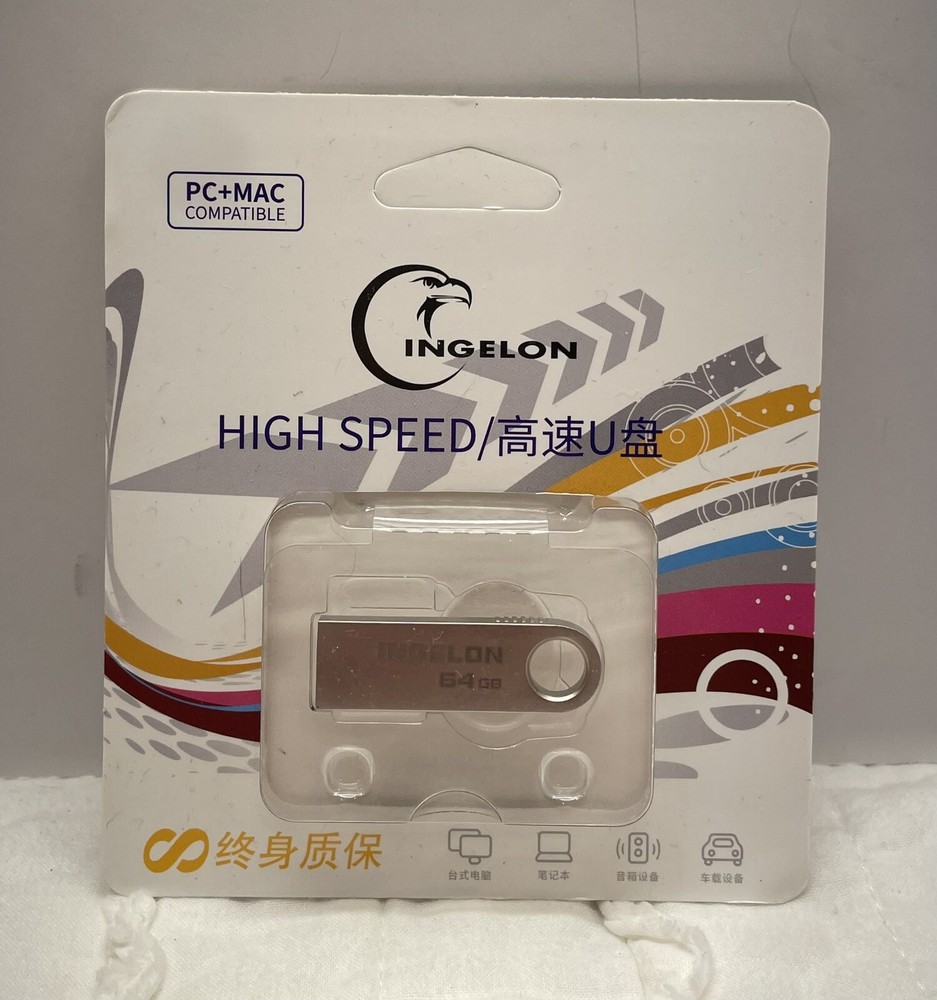 PC+MAC
COMPATIBLE
INGELON
HIGH SPEED/高速U盘
INGELON
64GB
终身质保
台式电脑
笔记本
音箱设备
车载设备